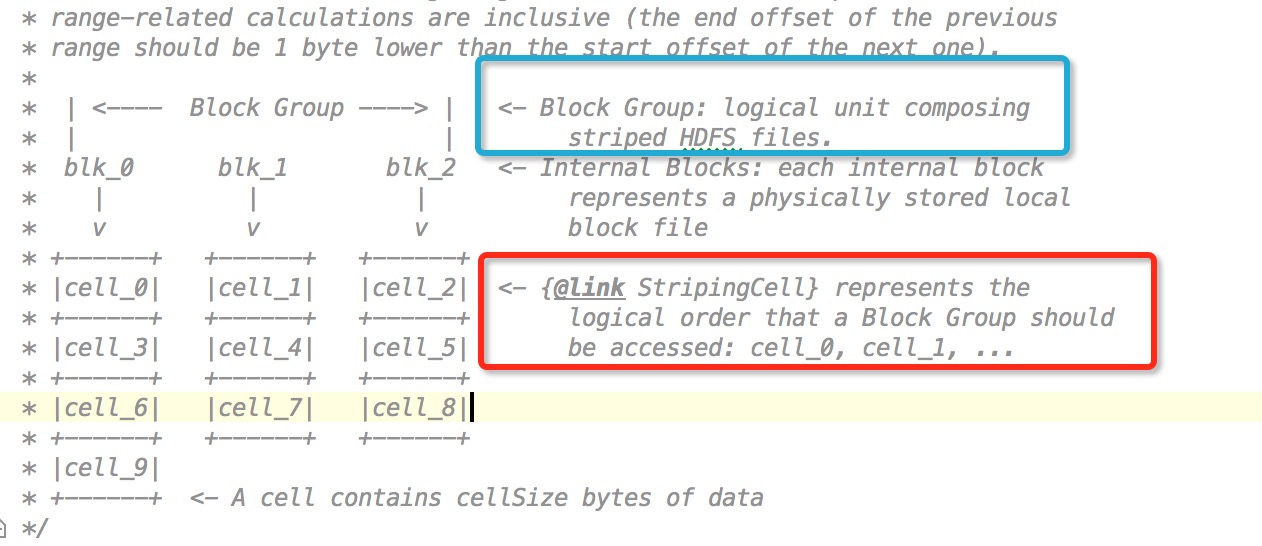 * range-related calculations are inclusive (the end offset of the previous
* range should be 1 byte lower than the start offset of the next one).
*
* | <---- Block Group ----> | <- Block Group: logical unit composing
* | | striped HDFS files.
* blk_0 blk_1 blk_2 <- Internal Blocks: each internal block
* | | | represents a physically stored local
* v v v block file
* +------+ +------+ +------+
* |cell_0| |cell_1| |cell_2| <- {@link StripingCell} represents the
* +------+ +------+ +------+ logical order that a Block Group should
* |cell_3| |cell_4| |cell_5| be accessed: cell_0, cell_1, ...
* +------+ +------+ +------+
* |cell_6| |cell_7| |cell_8|
* +------+ +------+ +------+
* |cell_9|
* +------+ <- A cell contains cellSize bytes of data
*/